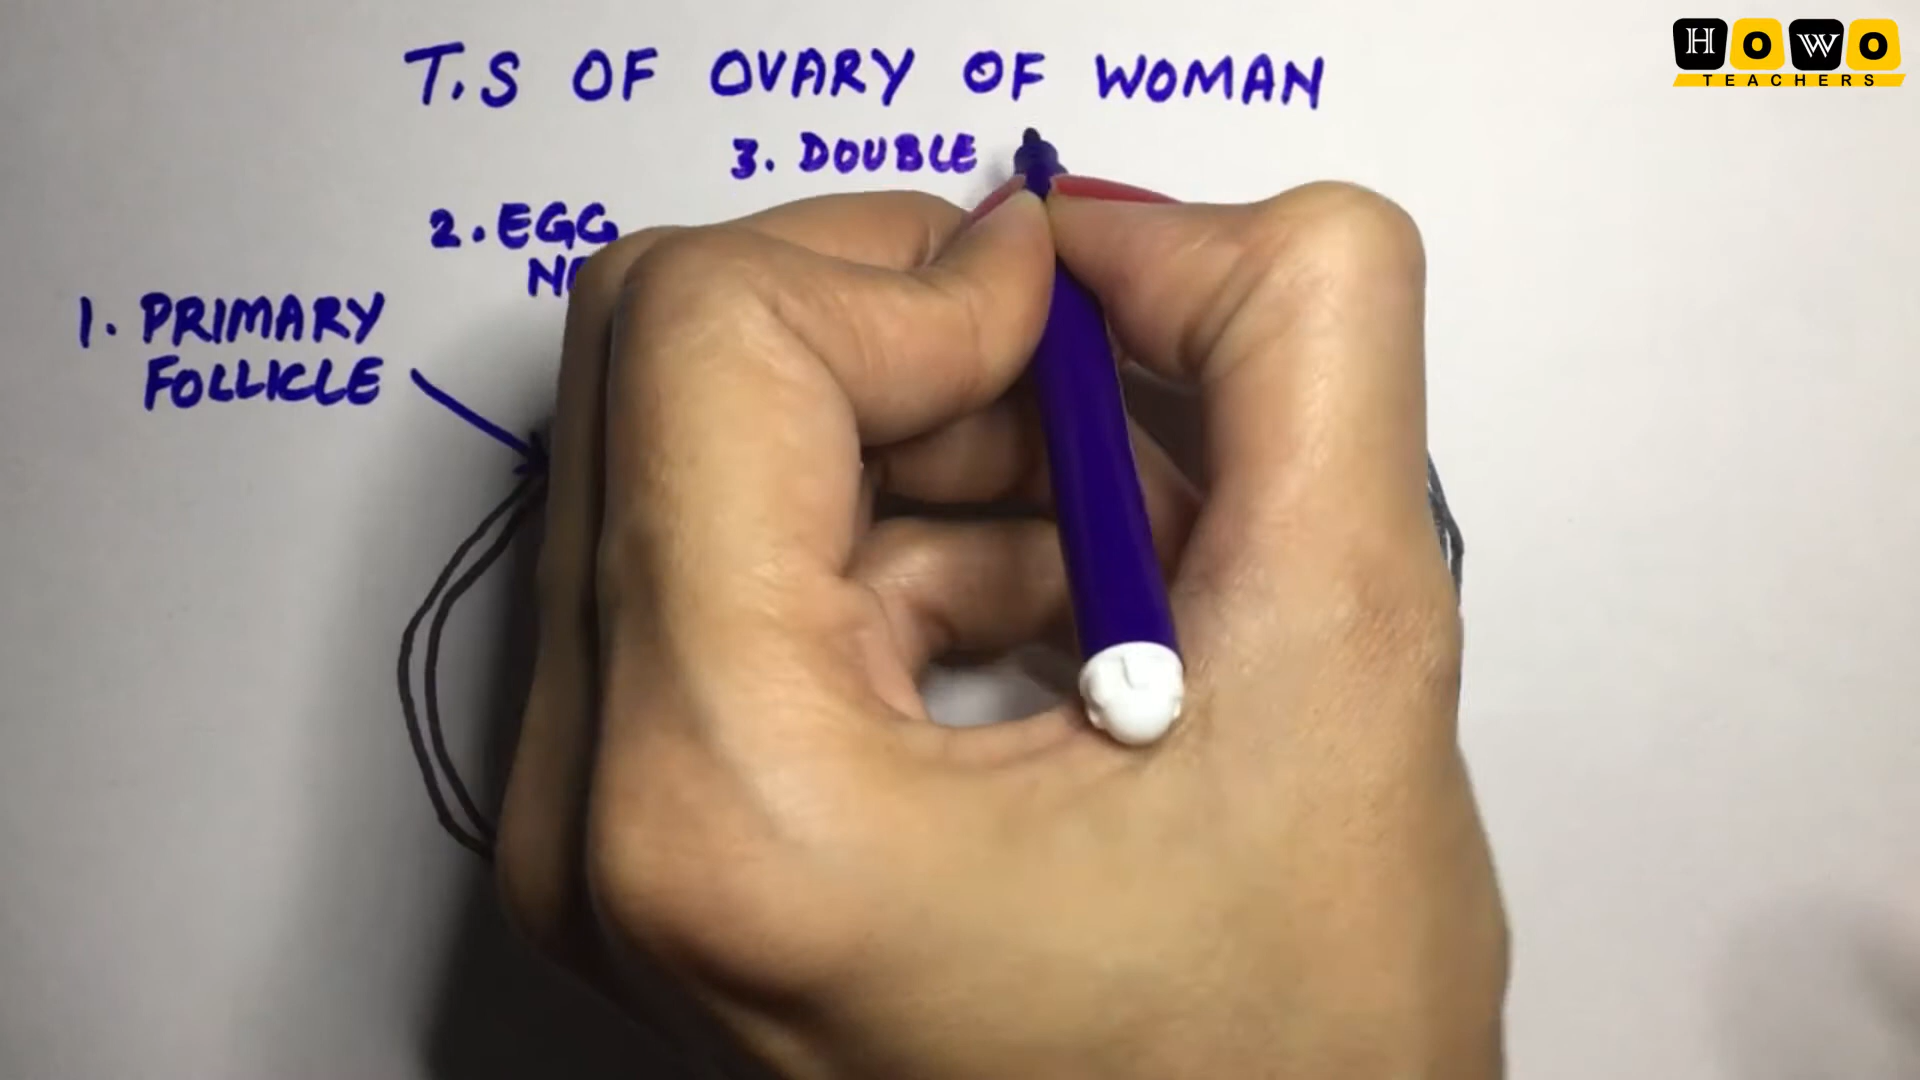 T.S OF OVARY OF WOMAN
3. DOUBLE
2. EGG
1. PRIMARY
FOLLICLE
HOWO
TEACHERS